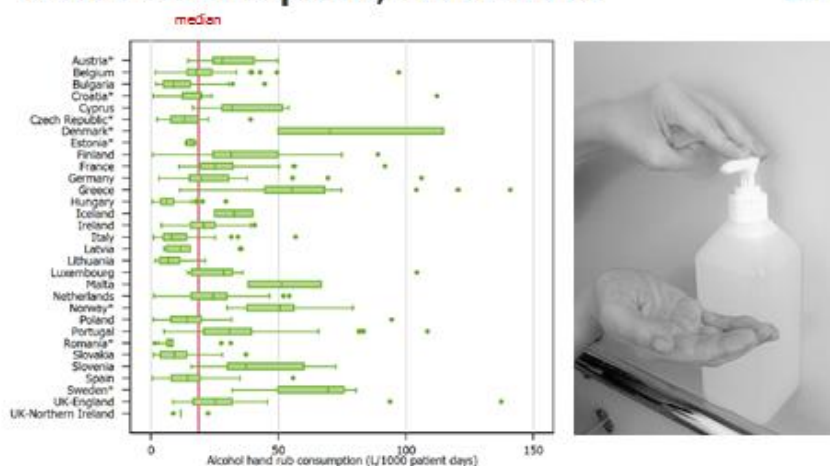 median
Austria*
Belgium
Bulgaria
Croatia*
Cyprus
Czech Republic*
Denmark*
Estonia*
Finland
France
Germany
Greece
Hungary
Iceland
Ireland
Italy
Latvia
Lithuania
Luxembourg
Malta
Netherlands
Norway*
Poland
Portugal
Romania*
Slovakia
Slovenia
Spain
Sweden*
UK-England
UK-Northern Ireland
0 50 100 150
Alcohol hand rub consumption (L/1000 patient days)